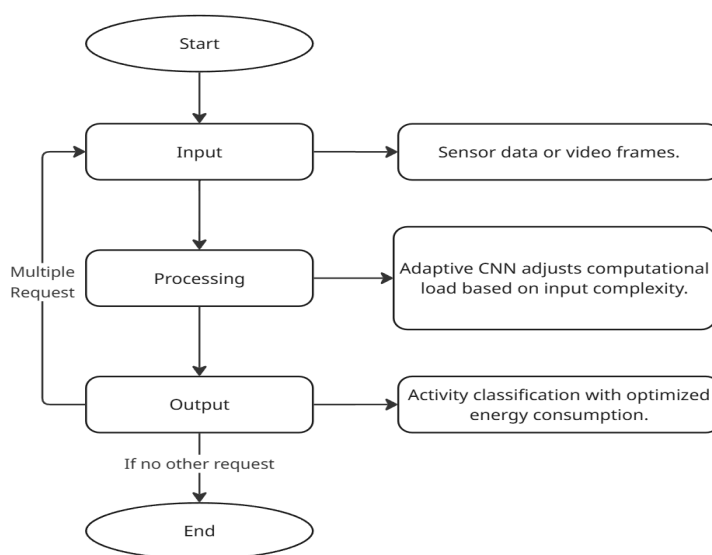 Start
Input
Sensor data or video frames.
Multiple
Request
Processing
Adaptive CNN adjusts computational
load based on input complexity.
Output
Activity classification with optimized
energy consumption.
If no other request
End